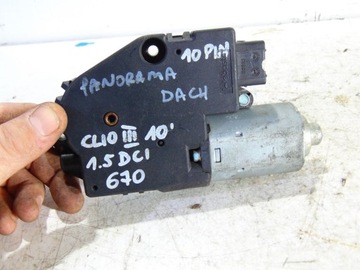 10 PIN
PANORAMA
DACH
CLIO III 10'
1.5 DCI
670